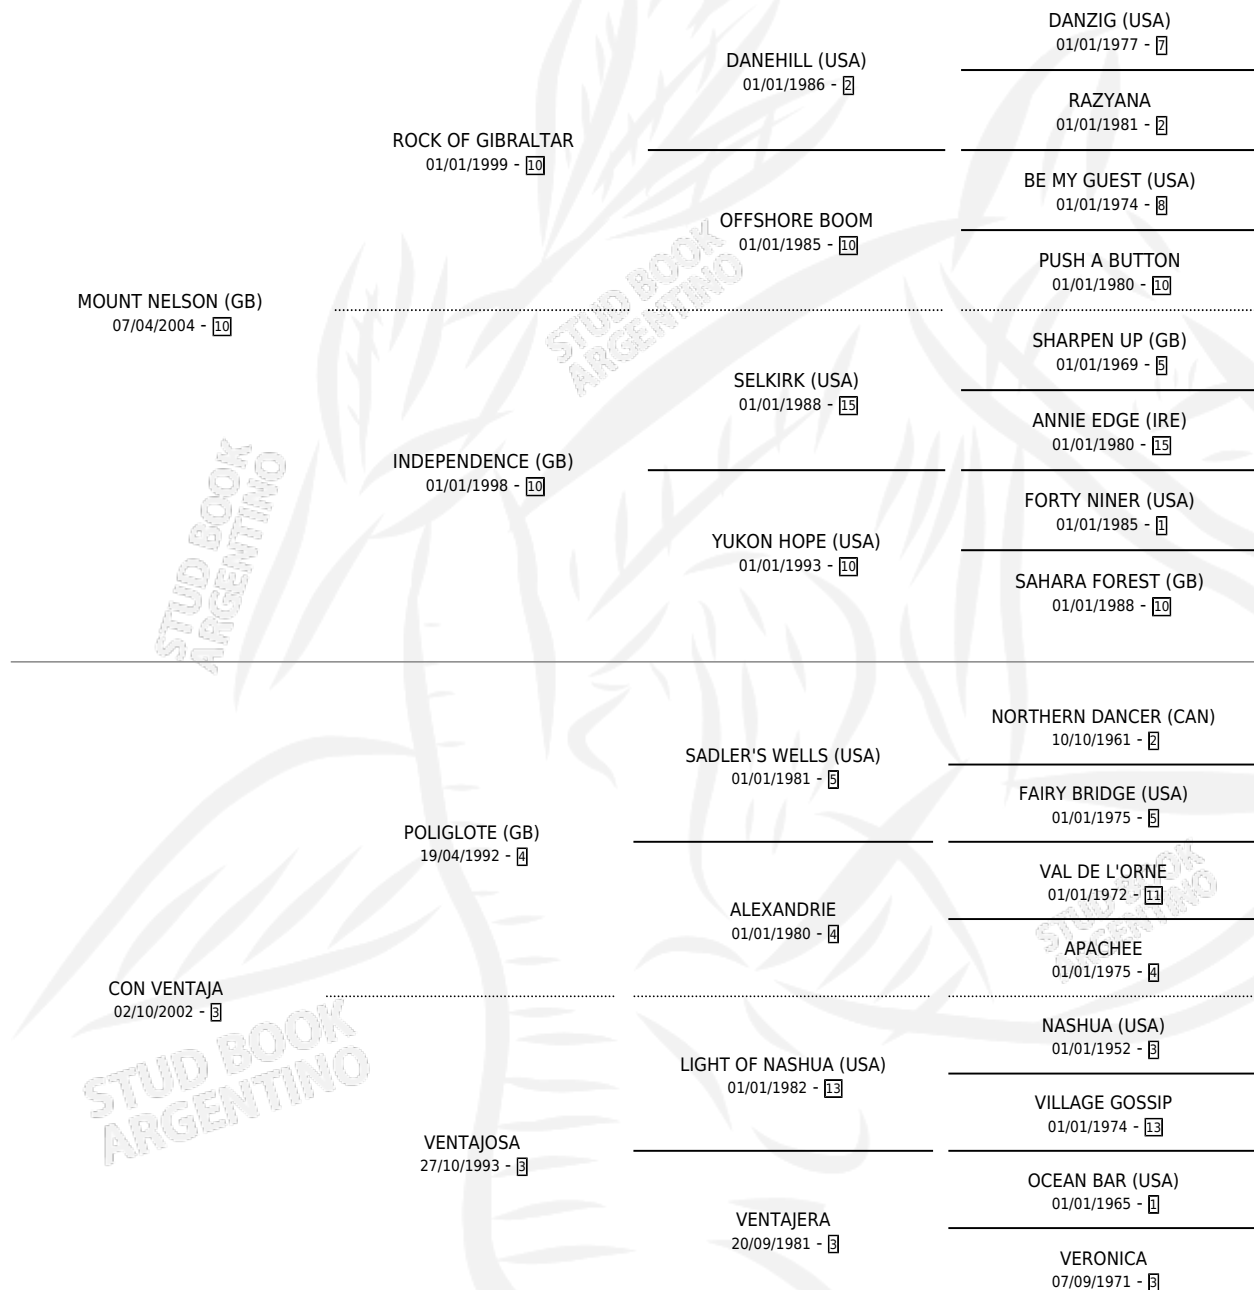 DANZIG (USA)
01/01/1977 - 7
DANEHILL (USA)
01/01/1986 - 2
RAZYANA
01/01/1981 - 2
ROCK OF GIBRALTAR
01/01/1999 - 10
BE MY GUEST (USA)
01/01/1974 - 8
OFFSHORE BOOM
01/01/1985 - 10
PUSH A BUTTON
01/01/1980 - 10
MOUNT NELSON (GB)
07/04/2004 - 10
STUD BOOK
ARGENTINO
SHARPEN UP (GB)
01/01/1969 - 5
SELKIRK (USA)
01/01/1988 - 15
ANNIE EDGE (IRE)
01/01/1980 - 15
INDEPENDENCE (GB)
01/01/1998 - 10
FORTY NINER (USA)
01/01/1985 - 1
YUKON HOPE (USA)
01/01/1993 - 10
SAHARA FOREST (GB)
01/01/1988 - 10
STUD BOOK
ARGENTINO
NORTHERN DANCER (CAN)
10/10/1961 - 2
SADLER'S WELLS (USA)
01/01/1981 - 5
FAIRY BRIDGE (USA)
01/01/1975 - 5
POLIGLOTE (GB)
19/04/1992 - 4
VAL DE L'ORNE
01/01/1972 - 11
ALEXANDRIE
01/01/1980 - 4
APACHEE
01/01/1975 - 4
STUD BOOK
ARGENTINO
CON VENTAJA
02/10/2002 - 3
NASHUA (USA)
01/01/1952 - 3
LIGHT OF NASHUA (USA)
01/01/1982 - 13
VILLAGE GOSSIP
01/01/1974 - 13
STUD BOOK
ARGENTINO
VENTAJOSA
27/10/1993 - 3
OCEAN BAR (USA)
01/01/1965 - 1
VENTAJERA
20/09/1981 - 3
VERONICA
07/09/1971 - 3